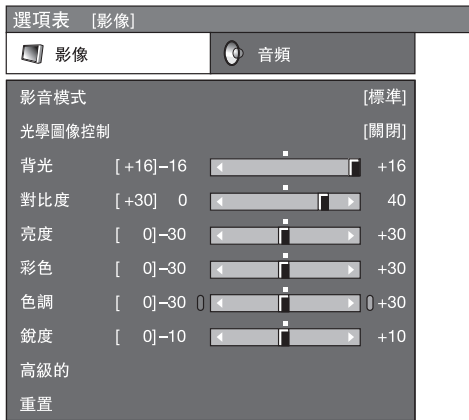 選項表 [影像]
影像 音頻
影音模式 [標準]
光學圖像控制 [關閉]
背光 [+16] –16 +16
對比度 [+30] 0 40
亮度 [ 0] –30 +30
彩色 [ 0] –30 +30
色調 [ 0] –30 +30
銳度 [ 0] –10 +10
高級的
重置